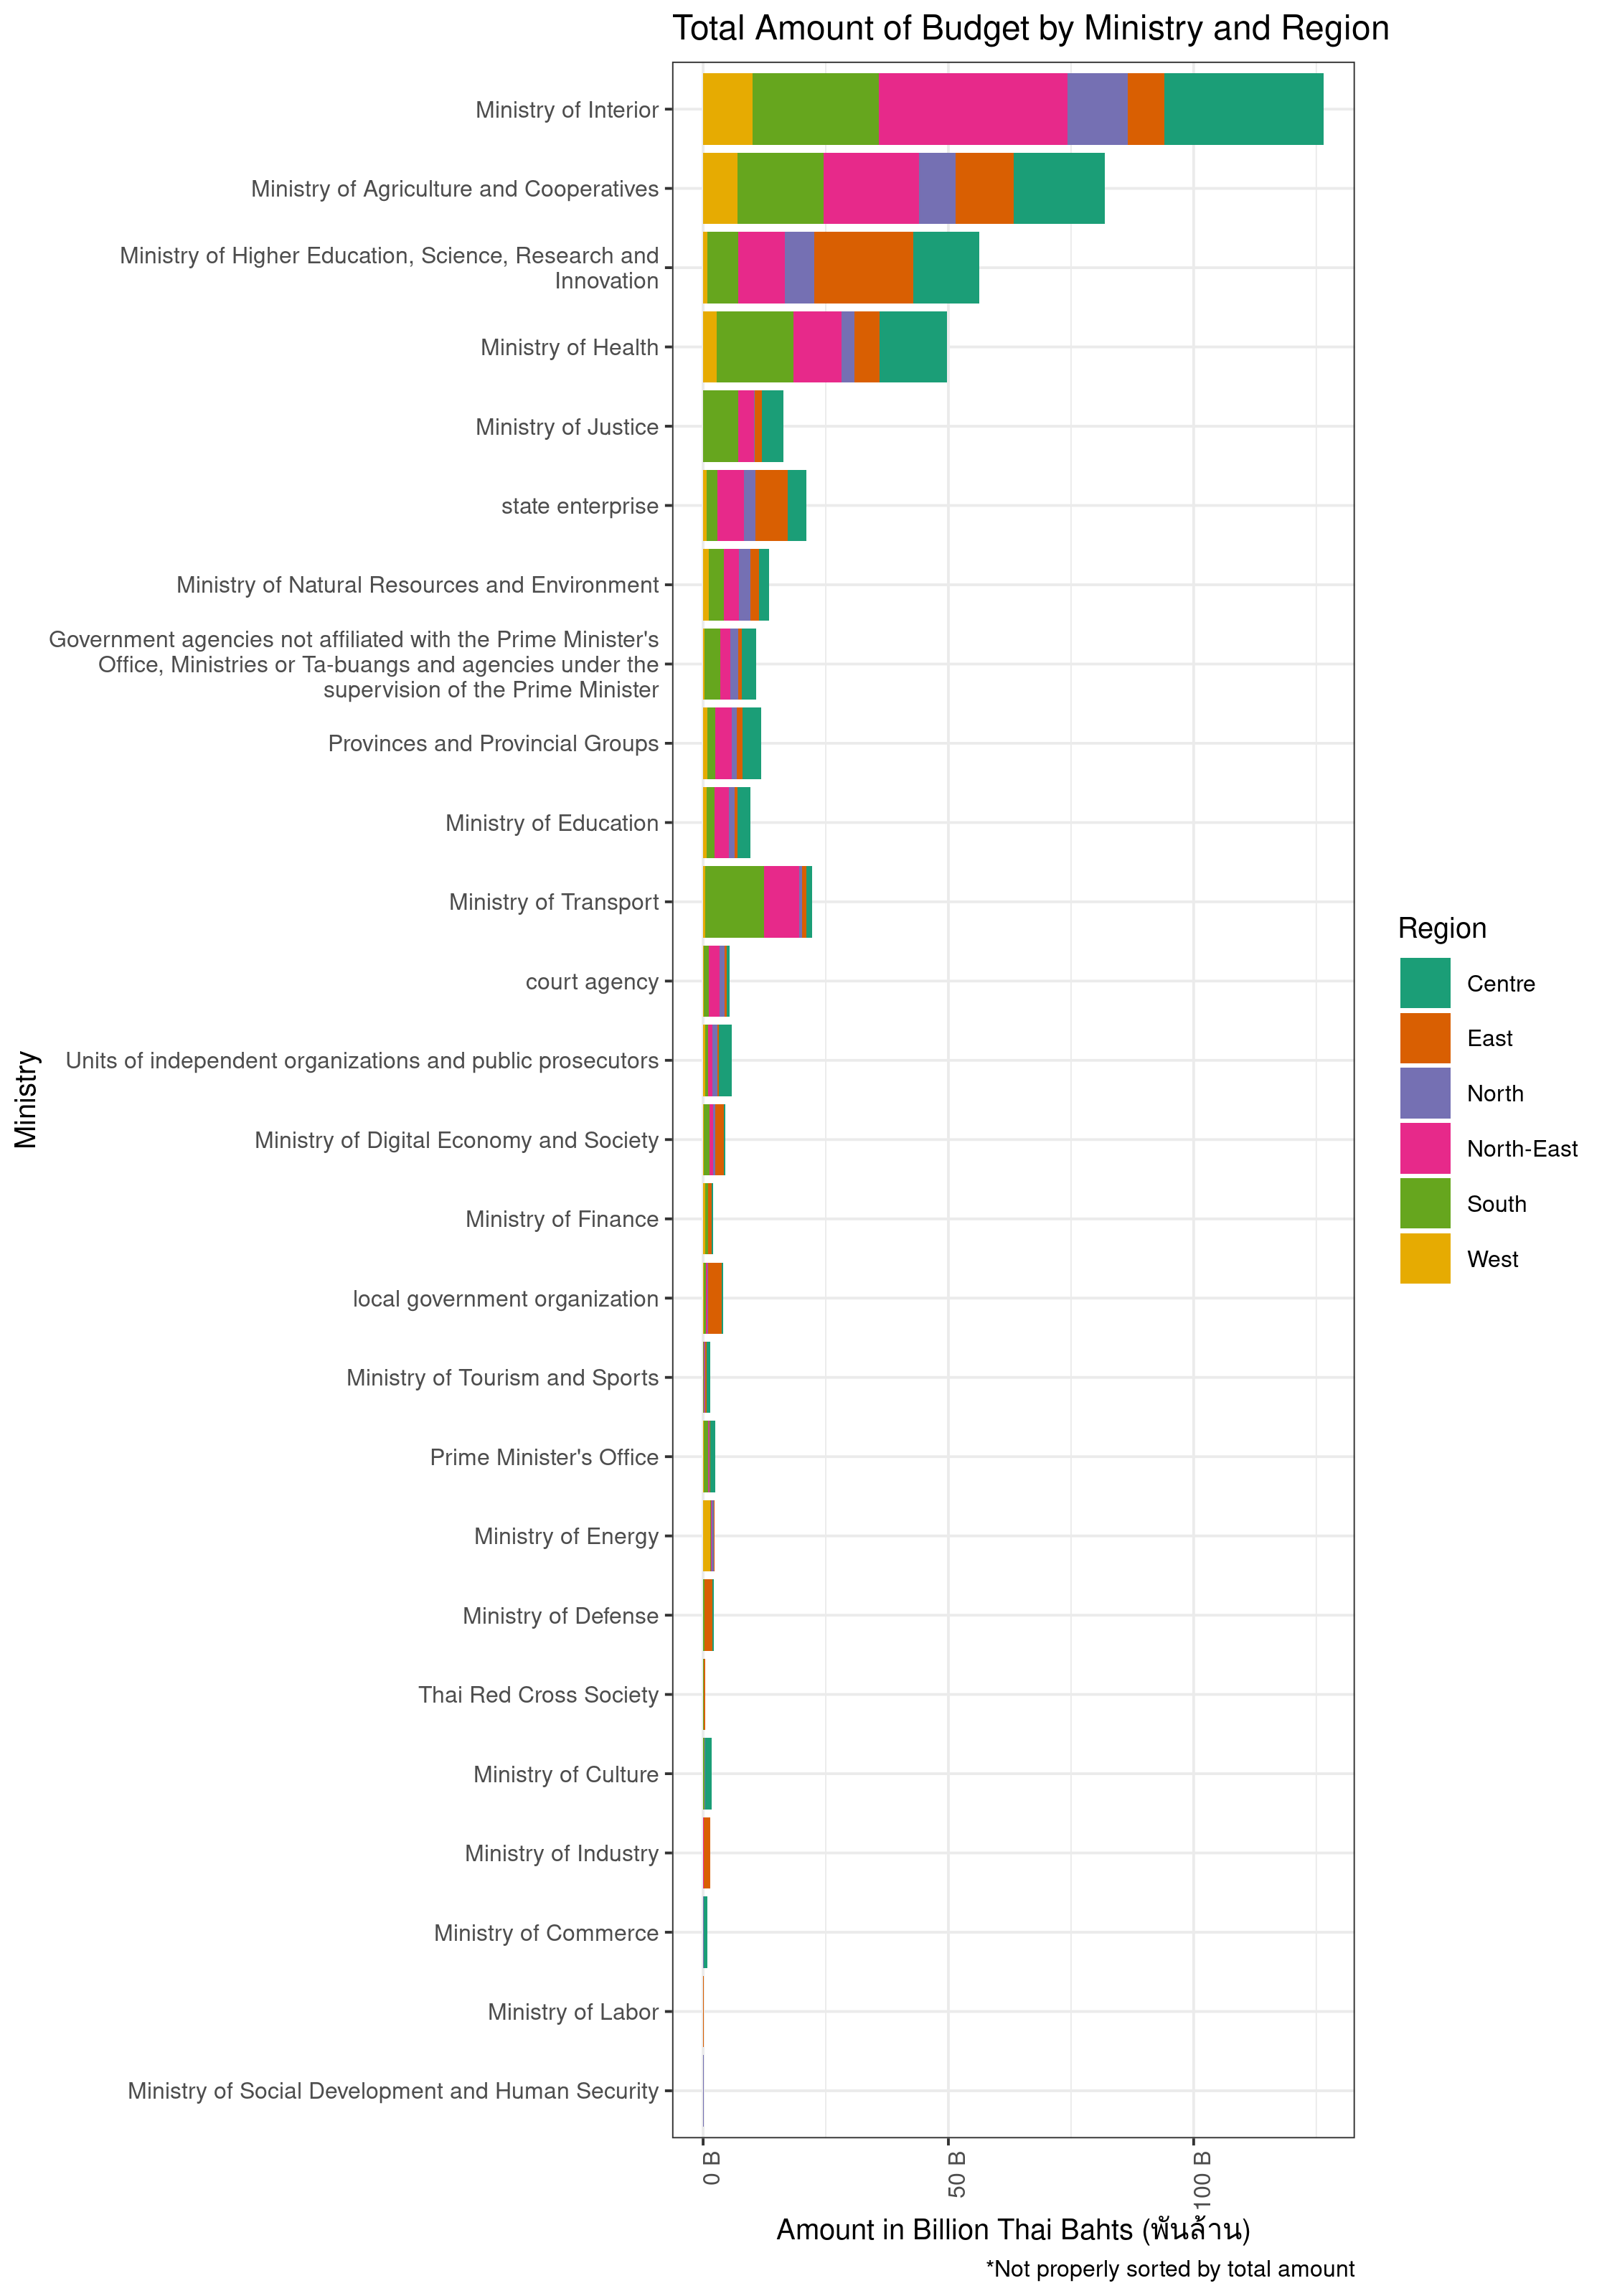 Total Amount of Budget by Ministry and Region
Ministry of Interior
Ministry of Agriculture and Cooperatives
Ministry of Higher Education, Science, Research and
Innovation
Ministry of Health
Ministry of Justice
state enterprise
Ministry of Natural Resources and Environment
Government agencies not affiliated with the Prime Minister's
Office, Ministries or Ta-buangs and agencies under the
supervision of the Prime Minister
Provinces and Provincial Groups
Ministry of Education
Ministry of Transport
court agency
Units of independent organizations and public prosecutors
Ministry of Digital Economy and Society
Ministry of Finance
local government organization
Ministry of Tourism and Sports
Prime Minister's Office
Ministry of Energy
Ministry of Defense
Thai Red Cross Society
Ministry of Culture
Ministry of Industry
Ministry of Commerce
Ministry of Labor
Ministry of Social Development and Human Security
Ministry
0 B
50 B
100 B
Amount in Billion Thai Bahts (พันล้าน)
*Not properly sorted by total amount
Region
Centre
East
North
North-East
South
West